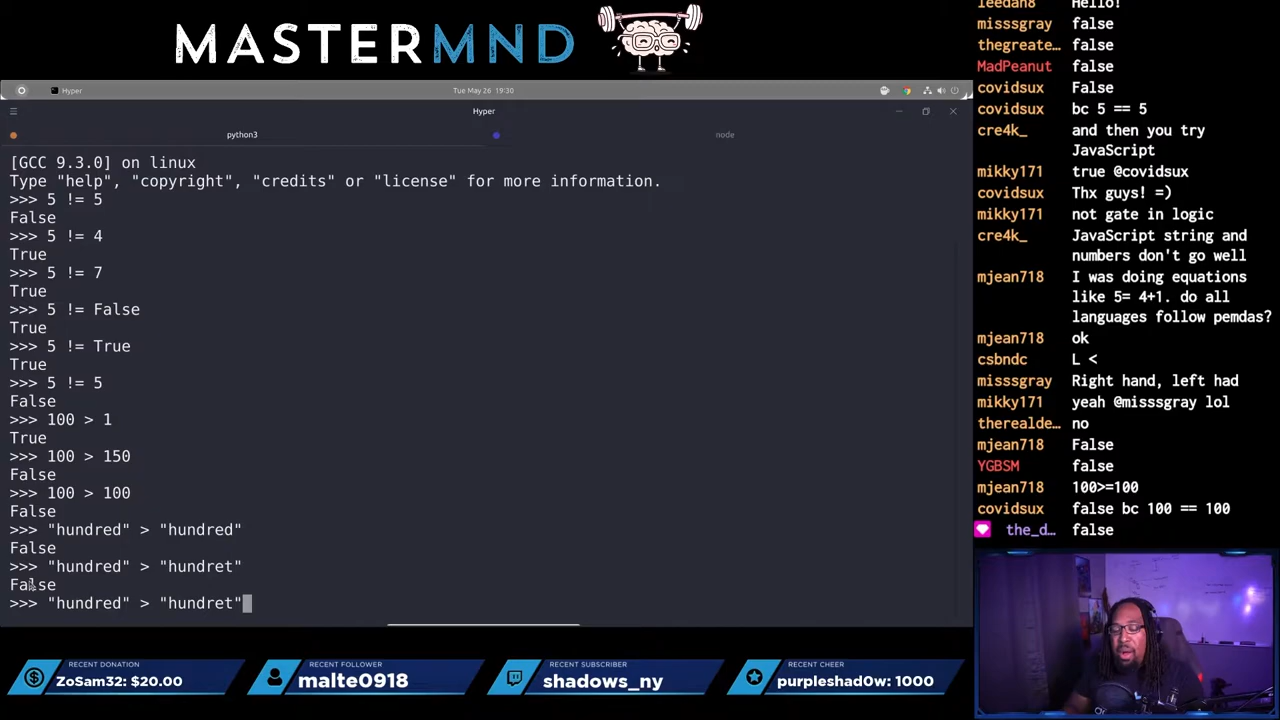 MASTERMND
Hyper
Tue May 26 19:30
Hyper
python3
node
[GCC 9.3.0] on linux
Type "help", "copyright", "credits" or "license" for more information.
>>> 5 != 5
False
>>> 5 != 4
True
>>> 5 != 7
True
>>> 5 != False
True
>>> 5 != True
True
>>> 5 != 5
False
>>> 100 > 1
True
>>> 100 > 150
False
>>> 100 > 100
False
>>> "hundred" > "hundred"
False
>>> "hundred" > "hundret"
False
>>> "hundred" > "hundret"
leedan8 Hello!
misssgray false
thegreate… false
MadPeanut false
covidsux False
covidsux bc 5 == 5
cre4k_ and then you try
JavaScript
mikky171 true @covidsux
covidsux Thx guys! =)
mikky171 not gate in logic
cre4k_ JavaScript string and
numbers don't go well
mjean718 I was doing equations
like 5= 4+1. do all
languages follow pemdas?
mjean718 ok
csbndc L <
misssgray Right hand, left had
mikky171 yeah @misssgray lol
therealde… no
mjean718 False
YGBSM false
mjean718 100>=100
covidsux false bc 100 == 100
the_d… false
RECENT DONATION
ZoSam32: $20.00
RECENT FOLLOWER
malte0918
RECENT SUBSCRIBER
shadows_ny
RECENT CHEER
purpleshad0w: 1000